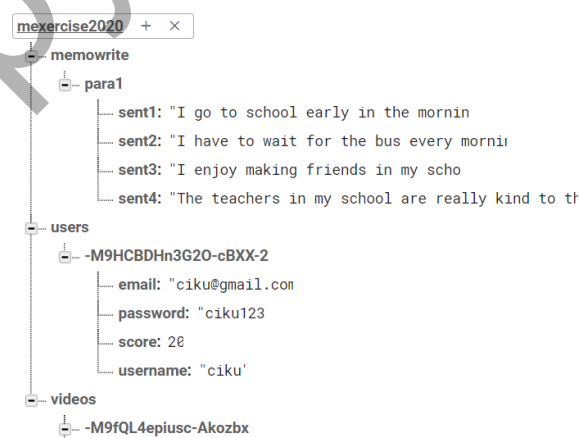 mexercise2020 + ×
memowrite
para1
sent1: "I go to school early in the mornin
sent2: "I have to wait for the bus every mornin
sent3: "I enjoy making friends in my scho
sent4: "The teachers in my school are really kind to th
users
-M9HCBDHn3G2O-cBXX-2
email: "ciku@gmail.com
password: "ciku123
score: 20
username: "ciku'
videos
-M9fQL4epiusc-Akozbx